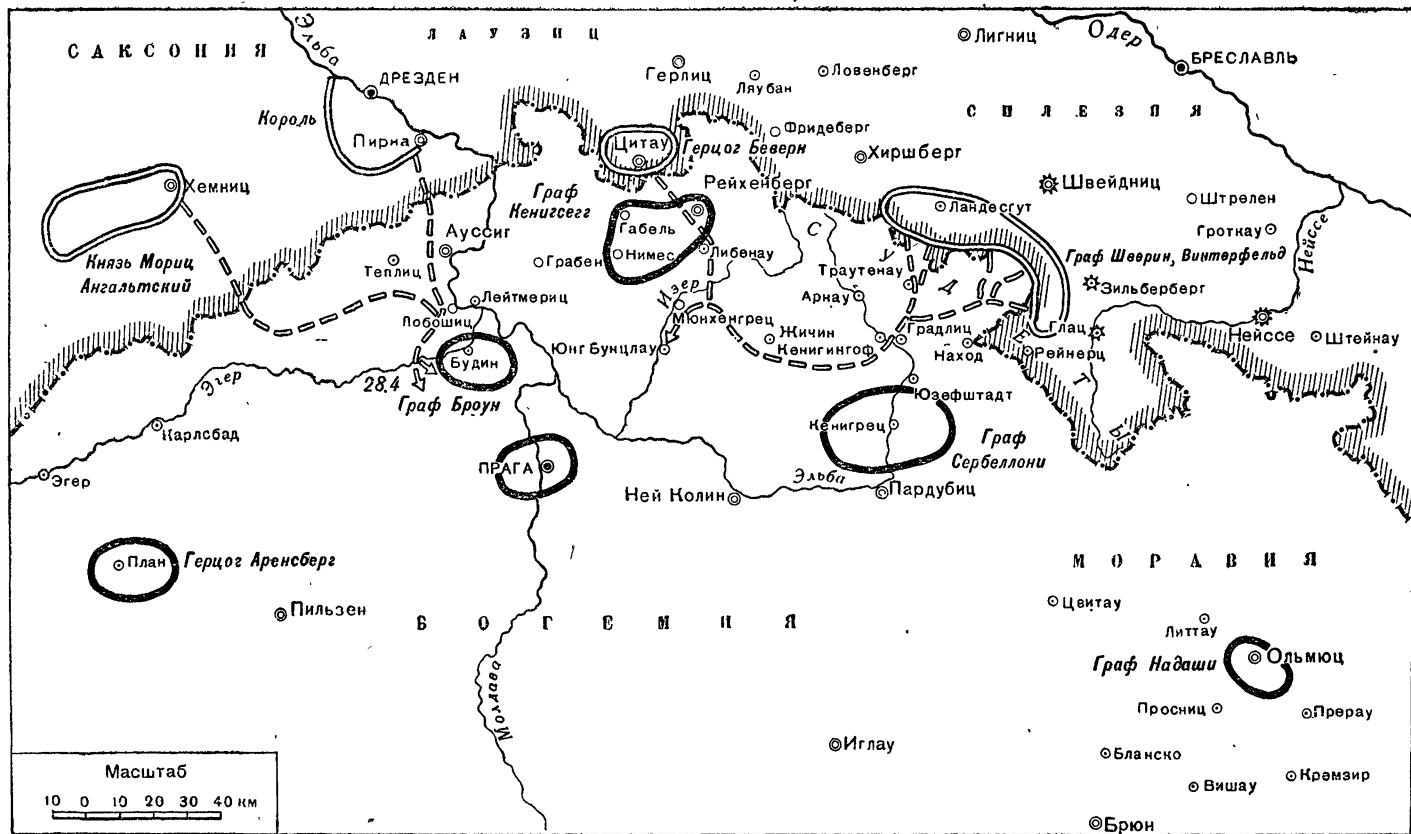 САКСОНИЯ
Эльба
ЛАУЗИЦ
Лигниц
Одер
БРЕСЛАВЛЬ
ДРЕЗДЕН
Герлиц
Ляубан
Ловенберг
СИЛЕЗИЯ
Король
Пирна
Цитау
Герцог Беверн
Фридеберг
Хиршберг
Хемниц
Граф
Кенигсегг
Рейхенберг
Швейдниц
Штрелен
Ландесгут
Гроткау
Нейссе
Габель
Нимес
Грабен
Либенау
Ауссиг
Теплиц
Князь Мориц
Ангальтский
Граф Шверин, Винтерфельд
Зильберберг
Траутенау
Арнау
СУДЕТЫ
Изер
Лейтмериц
Лобошиц
Мюнхенгрец
Жичин
Кенигингоф
Градлиц
Наход
Рейнерц
Глац
Нейссе
Штейнау
Юнг Бунцлау
Будин
28.4
Граф Броун
Эгер
Карлсбад
Эгер
Юзефштадт
Кенигрец
Граф
Сербеллони
ПРАГА
Ней Колин
Эльба
Пардубиц
План
Герцог Аренсберг
Пильзен
БОГЕМИЯ
МОРАВИЯ
Цвитау
Литтау
Граф Надаши
Ольмюц
Молдава
Просниц
Прерау
Иглау
Бланско
Вишау
Кремзир
Брюн
Масштаб
10 0 10 20 30 40 км